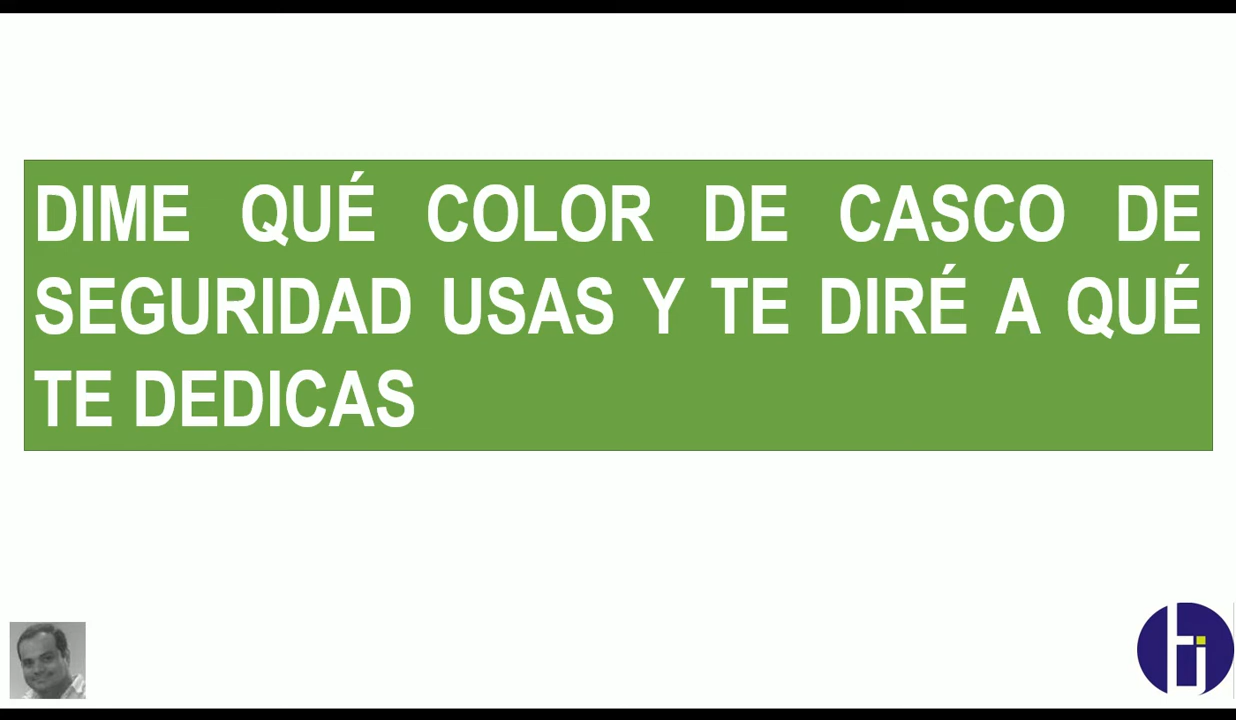 DIME QUÉ COLOR DE CASCO DE
SEGURIDAD USAS Y TE DIRÉ A QUÉ
TE DEDICAS